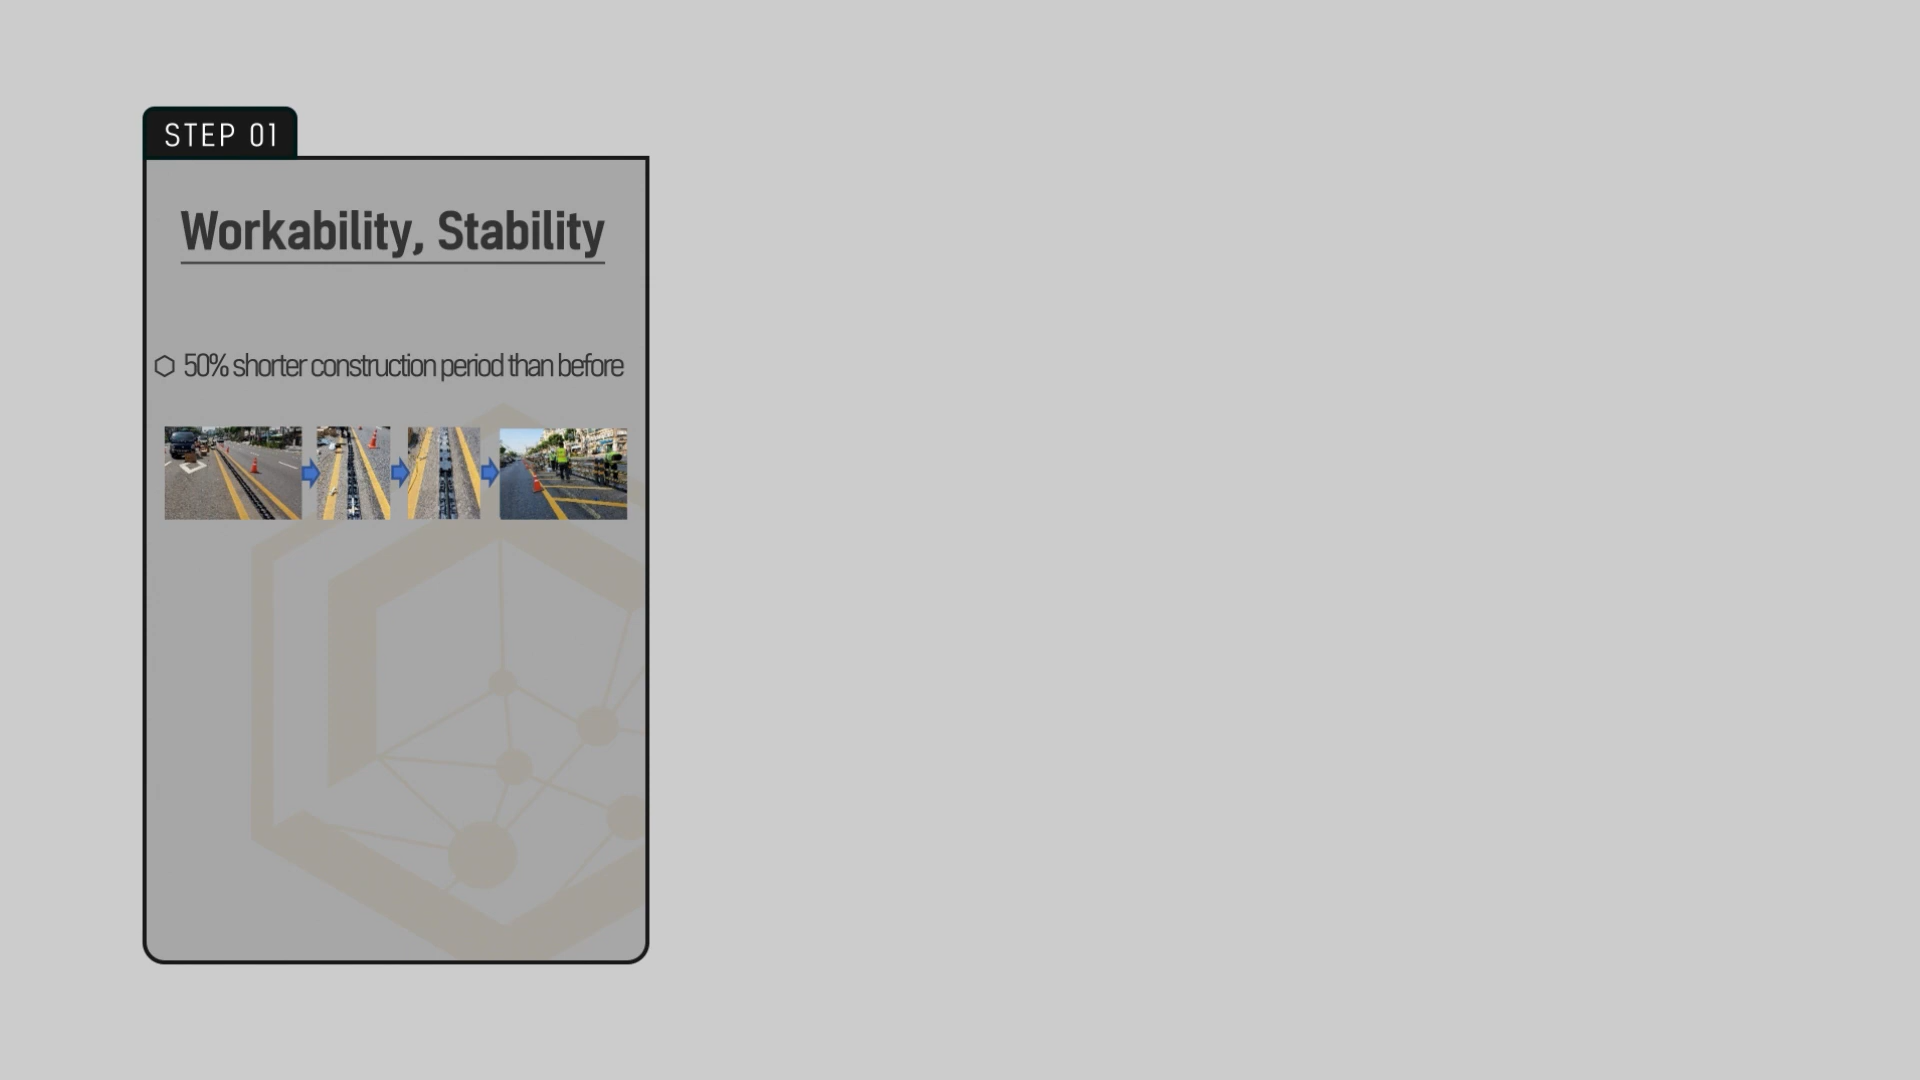 STEP 01
Workability, Stability
50% shorter construction period than before